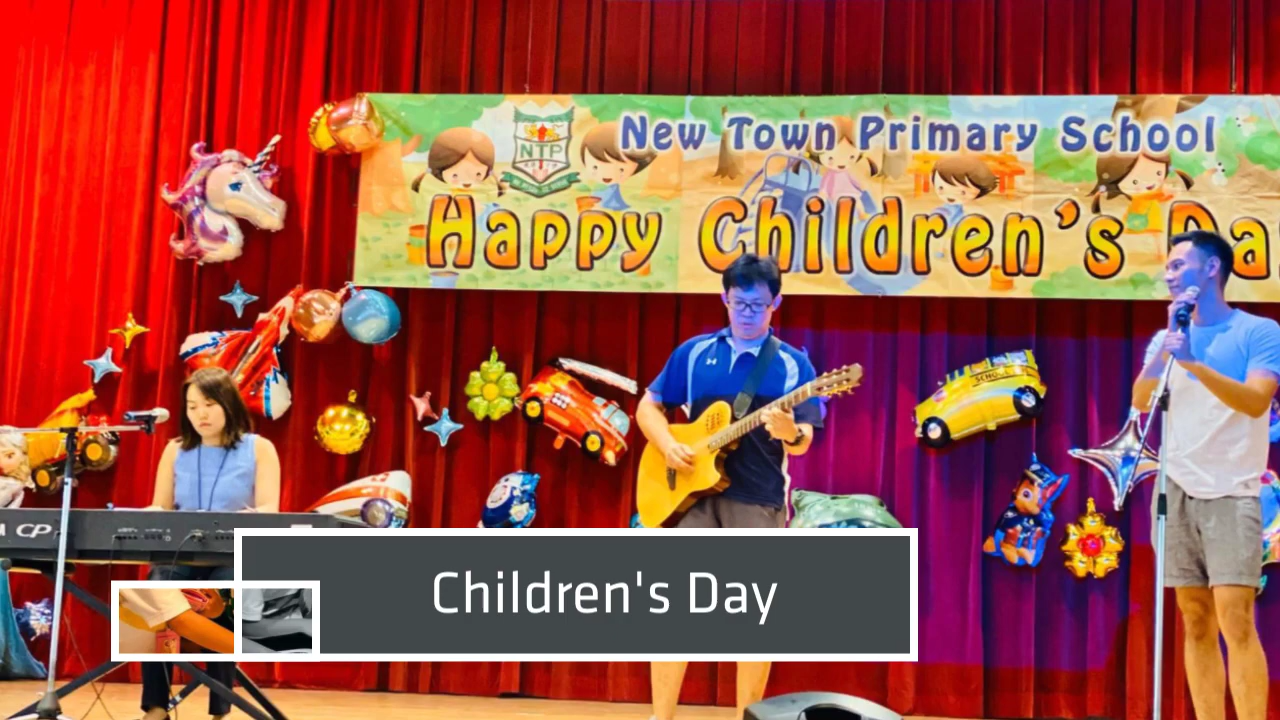 New Town Primary School
NTP
Happy Children's Da
SCHOOL
CP
Children's Day